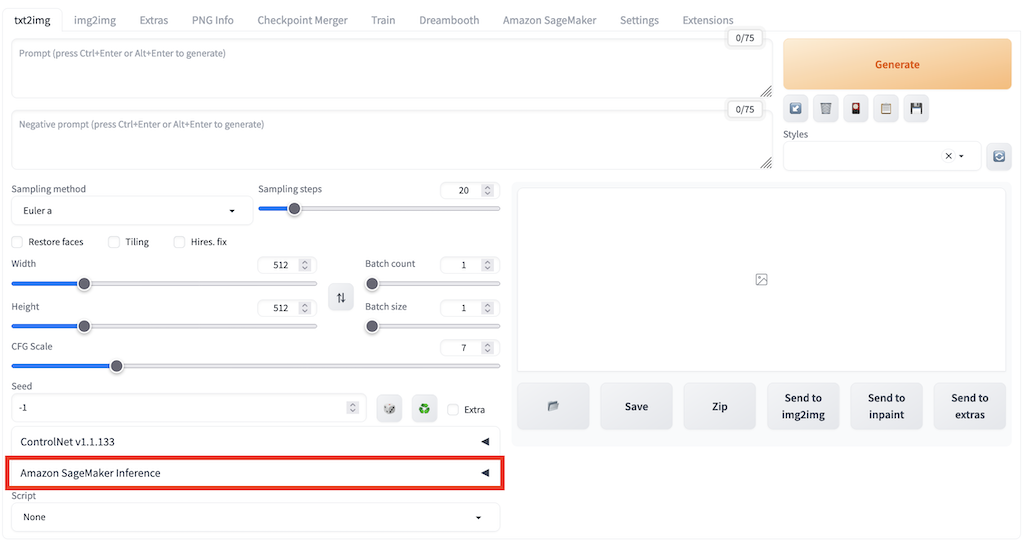 txt2img img2img Extras PNG Info Checkpoint Merger Train Dreambooth Amazon SageMaker Settings Extensions
0/75
Prompt (press Ctrl+Enter or Alt+Enter to generate)
Generate
0/75
Negative prompt (press Ctrl+Enter or Alt+Enter to generate)
Styles
Sampling method
Sampling steps
20
Euler a
Restore faces
Tiling
Hires. fix
Width
512
Batch count
1
Height
512
Batch size
1
CFG Scale
7
Seed
-1
Extra
Save
Zip
Send to
img2img
Send to
inpaint
Send to
extras
ControlNet v1.1.133
Amazon SageMaker Inference
Script
None